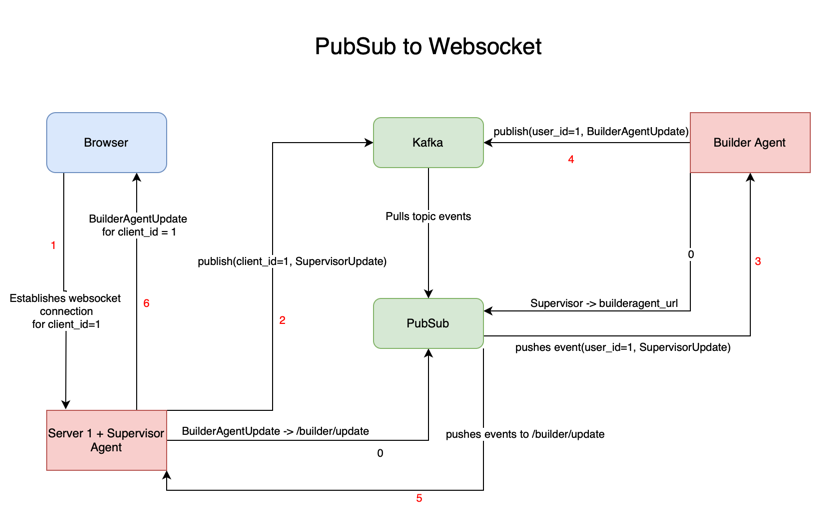 PubSub to Websocket
Browser
Kafka
publish(user_id=1, BuilderAgentUpdate)
4
Builder Agent
BuilderAgentUpdate
for client_id = 1
Pulls topic events
1
publish(client_id=1, SupervisorUpdate)
0
3
Establishes websocket
connection
for client_id=1
6
2
Supervisor -> builderagent_url
PubSub
pushes event(user_id=1, SupervisorUpdate)
Server 1 + Supervisor
Agent
BuilderAgentUpdate -> /builder/update
0
pushes events to /builder/update
5